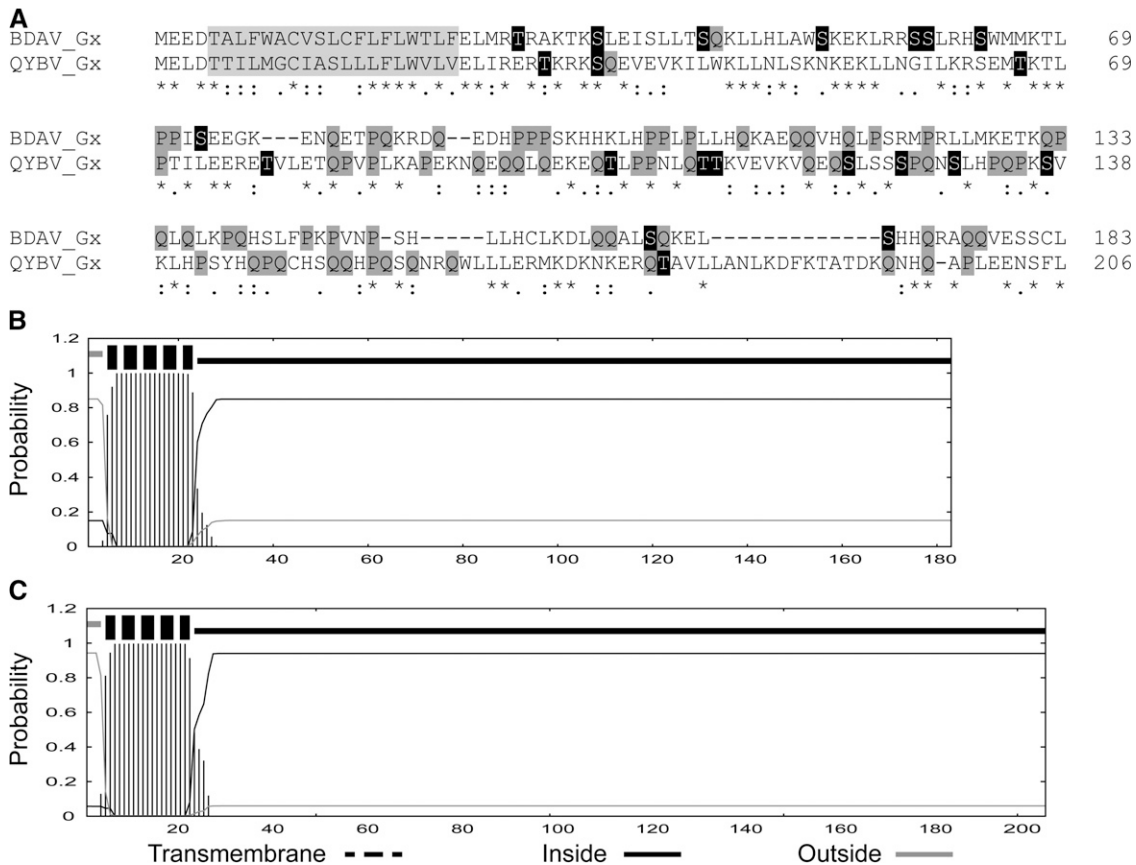 A
BDAV_Gx MEEDTALFWACVSLCFLFLWTLFELMRTRAKTKSLEISLLTSQKLLHLAWSKEKLRRSSLRHSWMMKTL 69
QYBV_Gx MELDTTILMGCIASLLLFLWVLVELIRERTKRKSQEVEVKILWKLLNLSKNKEKLLNGILKRSEMTKTL 69
** **::: .*::  :*** *:**:* *.*:** *:.:   ***:*: .***  . *: * * ***
BDAV_Gx PPISEEGK---ENQETPQKRDQ--EDHPPPSKHHKLHPPLPLLHQKAEQQVHQLPSRMPRLLMKETKQP 133
QYBV_Gx PTILEERETVLETQPVPLKAPEKNQEQQLQEKEQTLPPNLQTTKVEVKVQEQSLSSSPQNSLHPQPKSV 138
*.* ** :   *.*  * *  :  :::   .* : * * *     : : * : * *     *  : *.
BDAV_Gx QLQLKPQHSLFPKPVNP-SH-----LLHCLKDLQQALSQKEL-------------SHHQRAQQVESSCL 183
QYBV_Gx KLHPSYHQPQCHSQQHPQSQNRQWLLLERMKDKNKERQTAVLLANLKDFKTATDKQNHQ-APLEENSFL 206
:*: . ::    .  :* *:     **  :** ::  .   *             :** *   *.* *
B
Probability
1.2
1
0.8
0.6
0.4
0.2
0
20 40 60 80 100 120 140 160 180
C
Probability
1.2
1
0.8
0.6
0.4
0.2
0
20 40 60 80 100 120 140 160 180 200
Transmembrane Inside Outside